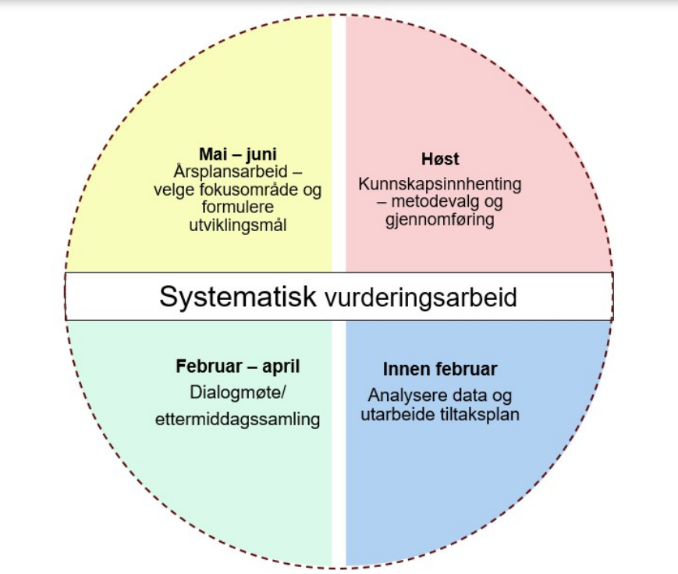 Mai – juni
Årsplansarbeid –
velge fokusområde og
formulere
utviklingsmål
Høst
Kunnskapsinnhenting
– metodevalg og
gjennomføring
Systematisk vurderingsarbeid
Februar – april
Dialogmøte/
ettermiddagssamling
Innen februar
Analysere data og
utarbeide tiltaksplan